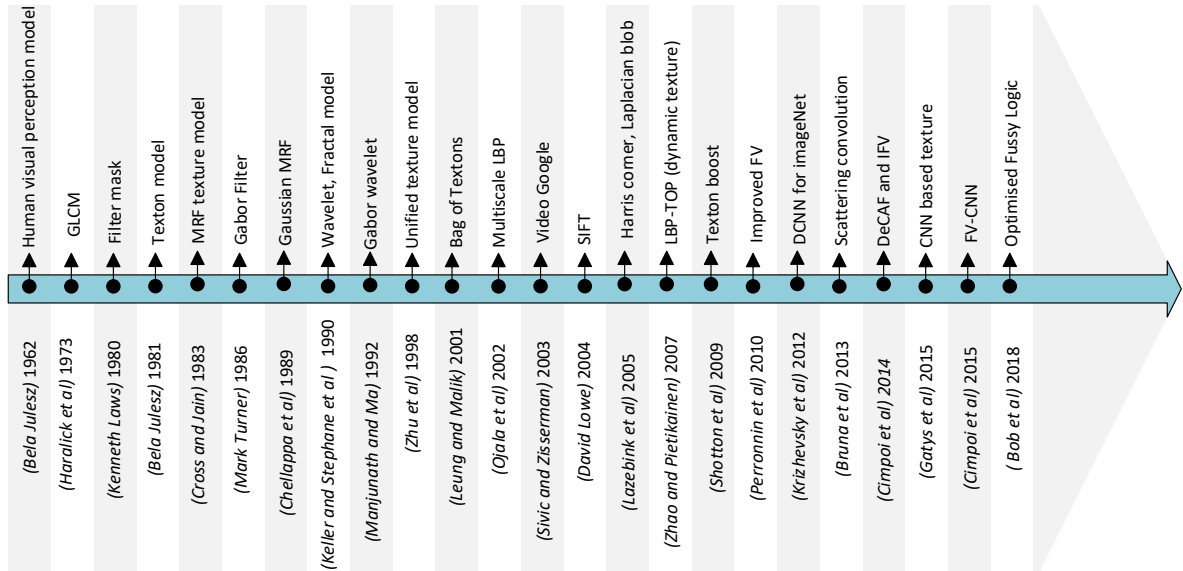 Human visual perception model
GLCM
Filter mask
Texton model
MRF texture model
Gabor Filter
Gaussian MRF
Wavelet, Fractal model
Gabor wavelet
Unified texture model
Bag of Textons
Multiscale LBP
Video Google
SIFT
Harris corner, Laplacian blob
LBP-TOP (dynamic texture)
Texton boost
Improved FV
DCNN for imageNet
Scattering convolution
DeCAF and IFV
CNN based texture
FV-CNN
Optimised Fussy Logic
(Bela Julesz) 1962
(Haralick et al) 1973
(Kenneth Laws) 1980
(Bela Julesz) 1981
(Cross and Jain) 1983
(Mark Turner) 1986
(Chellappa et al) 1989
(Keller and Stephane et al ) 1990
(Manjunath and Ma) 1992
(Zhu et al) 1998
(Leung and Malik) 2001
(Ojala et al) 2002
(Sivic and Zisserman) 2003
(David Lowe) 2004
(Lazebink et al) 2005
(Zhao and Pietikainen) 2007
(Shotton et al) 2009
(Perronnin et al) 2010
(Krizhevsky et al) 2012
(Bruna et al) 2013
(Cimpoi et al) 2014
(Gatys et al) 2015
(Cimpoi et al) 2015
( Bob et al) 2018